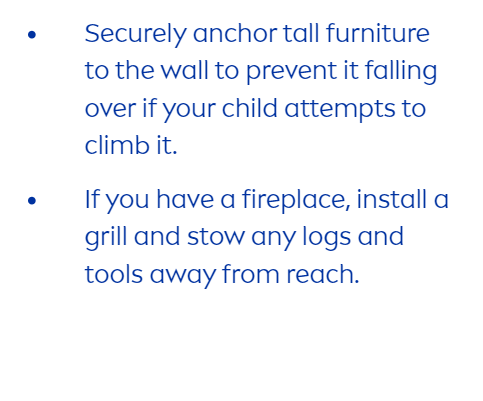 • Securely anchor tall furniture
to the wall to prevent it falling
over if your child attempts to
climb it.
• If you have a fireplace, install a
grill and stow any logs and
tools away from reach.